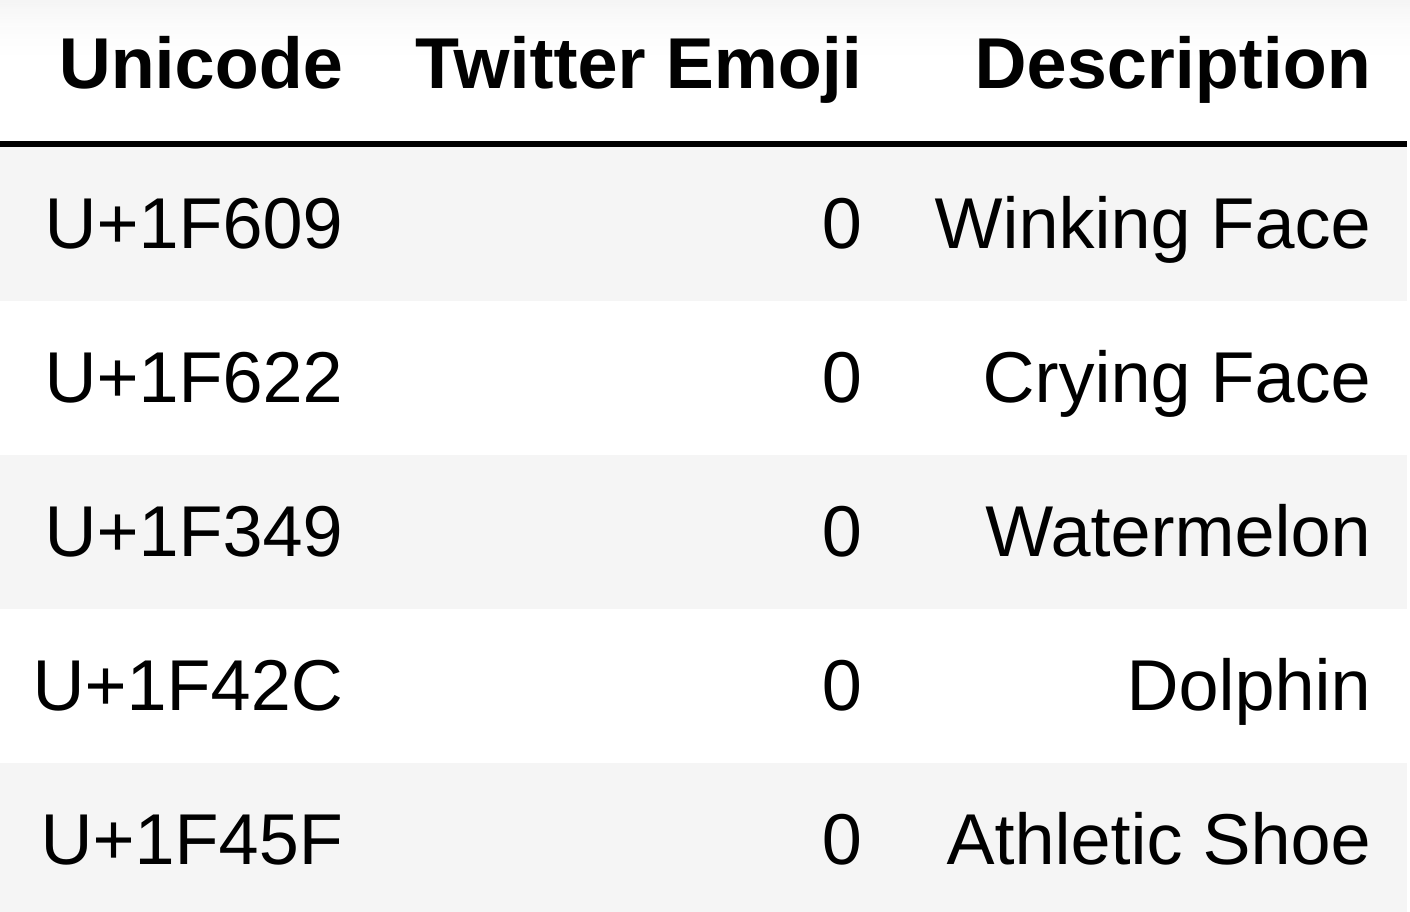 Unicode Twitter Emoji Description
U+1F609 0 Winking Face
U+1F622 0 Crying Face
U+1F349 0 Watermelon
U+1F42C 0 Dolphin
U+1F45F 0 Athletic Shoe